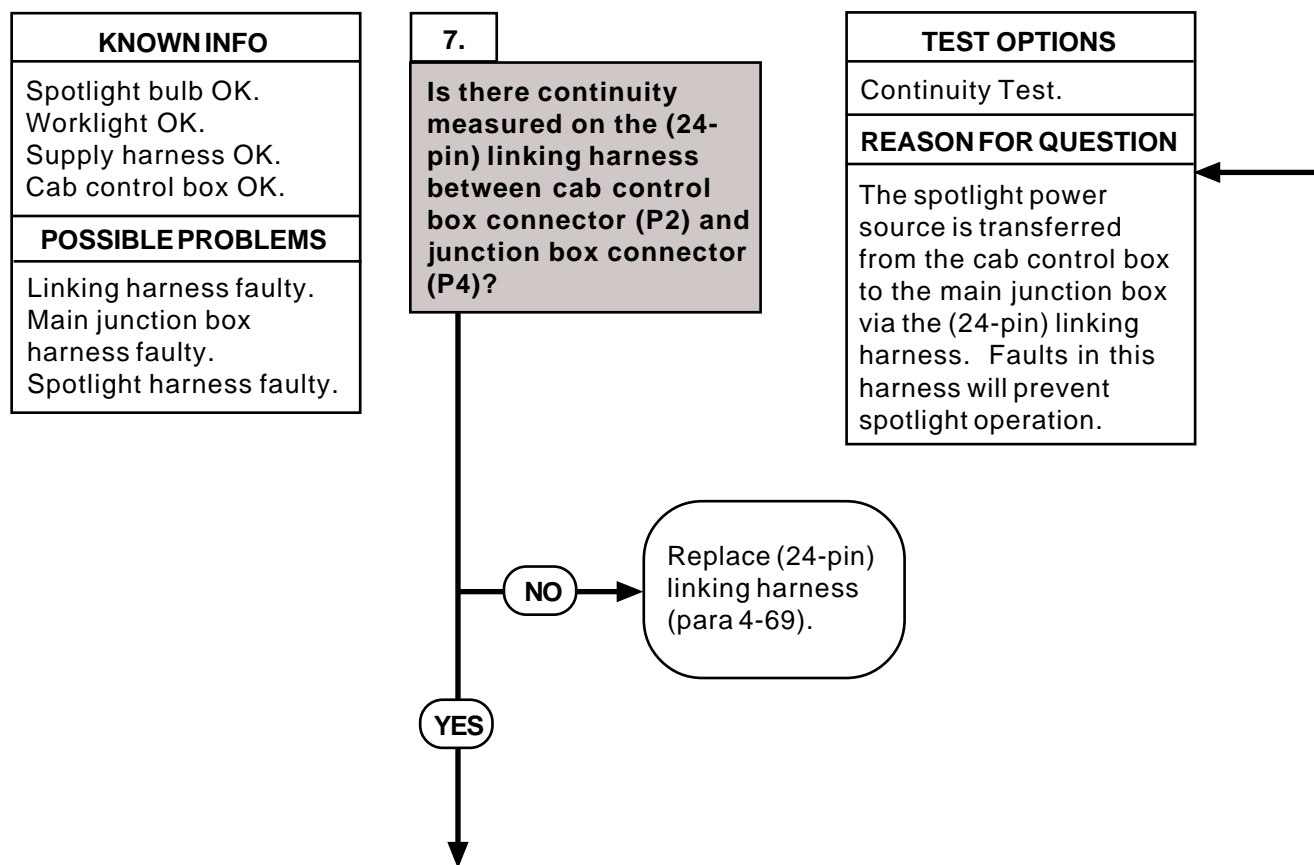 KNOWN INFO
Spotlight bulb OK.
Worklight OK.
Supply harness OK.
Cab control box OK.
POSSIBLE PROBLEMS
Linking harness faulty.
Main junction box
harness faulty.
Spotlight harness faulty.
7.
Is there continuity
measured on the (24-
pin) linking harness
between cab control
box connector (P2) and
junction box connector
(P4)?
TEST OPTIONS
Continuity Test.
REASON FOR QUESTION
The spotlight power
source is transferred
from the cab control box
to the main junction box
via the (24-pin) linking
harness. Faults in this
harness will prevent
spotlight operation.
NO
Replace (24-pin)
linking harness
(para 4-69).
YES